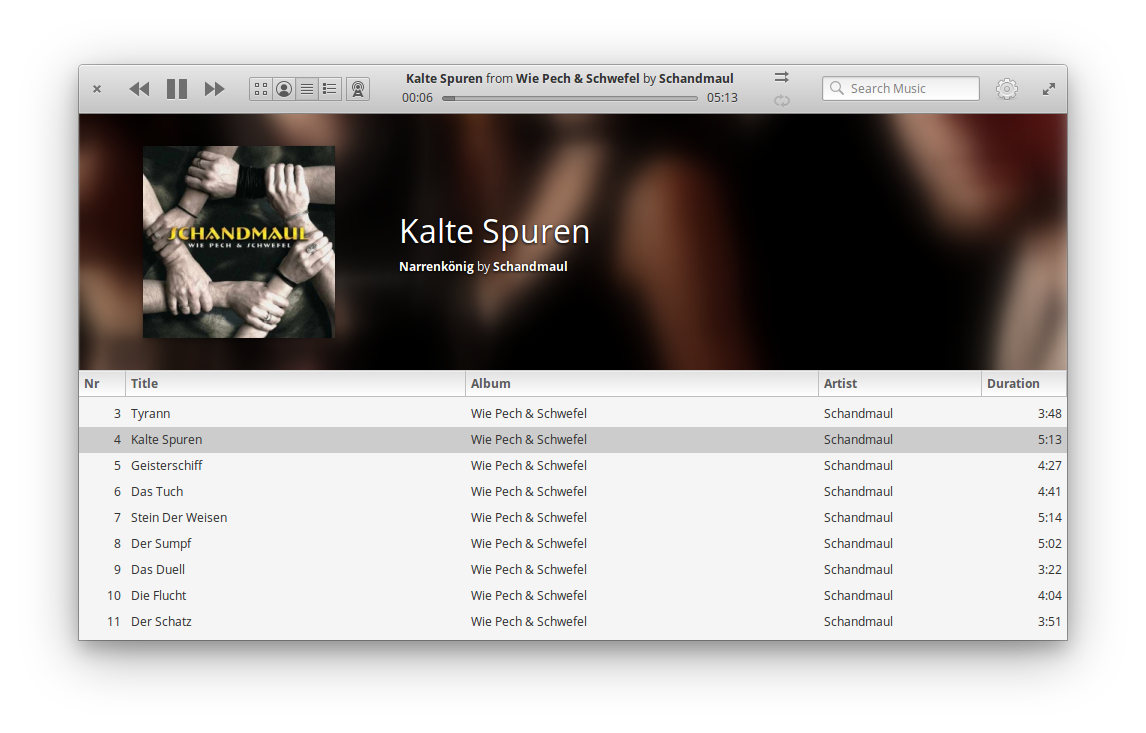 Kalte Spuren from Wie Pech & Schwefel by Schandmaul
00:06 05:13
Search Music
SCHANDMAUL
WIE PECH & SCHWEFEL
Kalte Spuren
Narrenkönig by Schandmaul
Nr Title Album Artist Duration
3 Tyrann Wie Pech & Schwefel Schandmaul 3:48
4 Kalte Spuren Wie Pech & Schwefel Schandmaul 5:13
5 Geisterschiff Wie Pech & Schwefel Schandmaul 4:27
6 Das Tuch Wie Pech & Schwefel Schandmaul 4:41
7 Stein Der Weisen Wie Pech & Schwefel Schandmaul 5:14
8 Der Sumpf Wie Pech & Schwefel Schandmaul 5:02
9 Das Duell Wie Pech & Schwefel Schandmaul 3:22
10 Die Flucht Wie Pech & Schwefel Schandmaul 4:04
11 Der Schatz Wie Pech & Schwefel Schandmaul 3:51